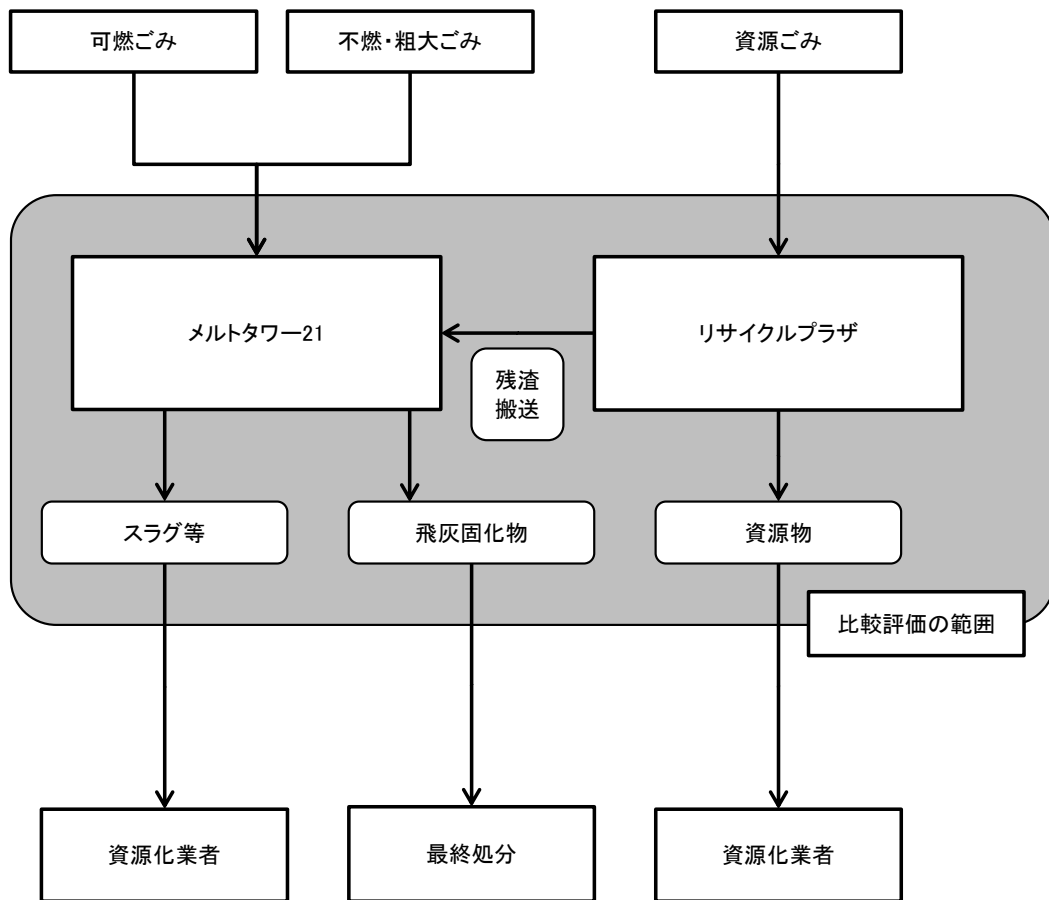 可燃ごみ
不燃・粗大ごみ
資源ごみ
メルトタワー21
リサイクルプラザ
残渣
搬送
スラグ等
飛灰固化物
資源物
比較評価の範囲
資源化業者
最終処分
資源化業者